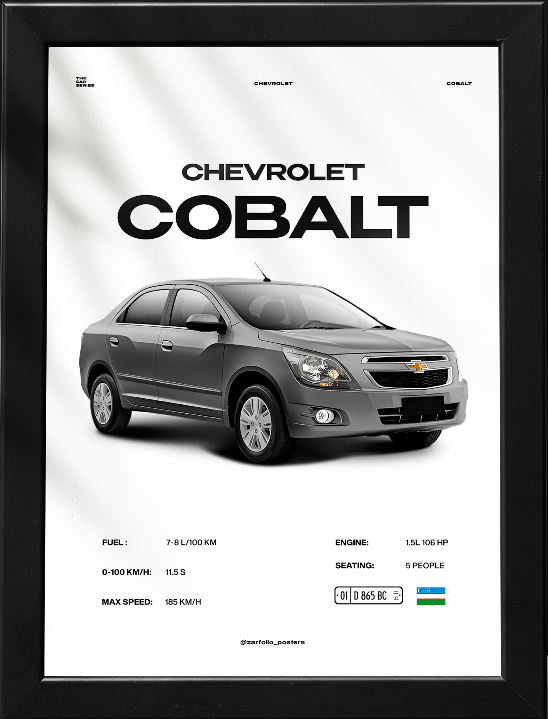 THE
CAR
SERIES
CHEVROLET
COBALT
CHEVROLET
COBALT
FUEL : 7-8 L/100 KM
0-100 KM/H: 11.5 S
MAX SPEED: 185 KM/H
ENGINE: 1.5L 106 HP
SEATING: 5 PEOPLE
01 D 865 BC
@zarfolio_posters